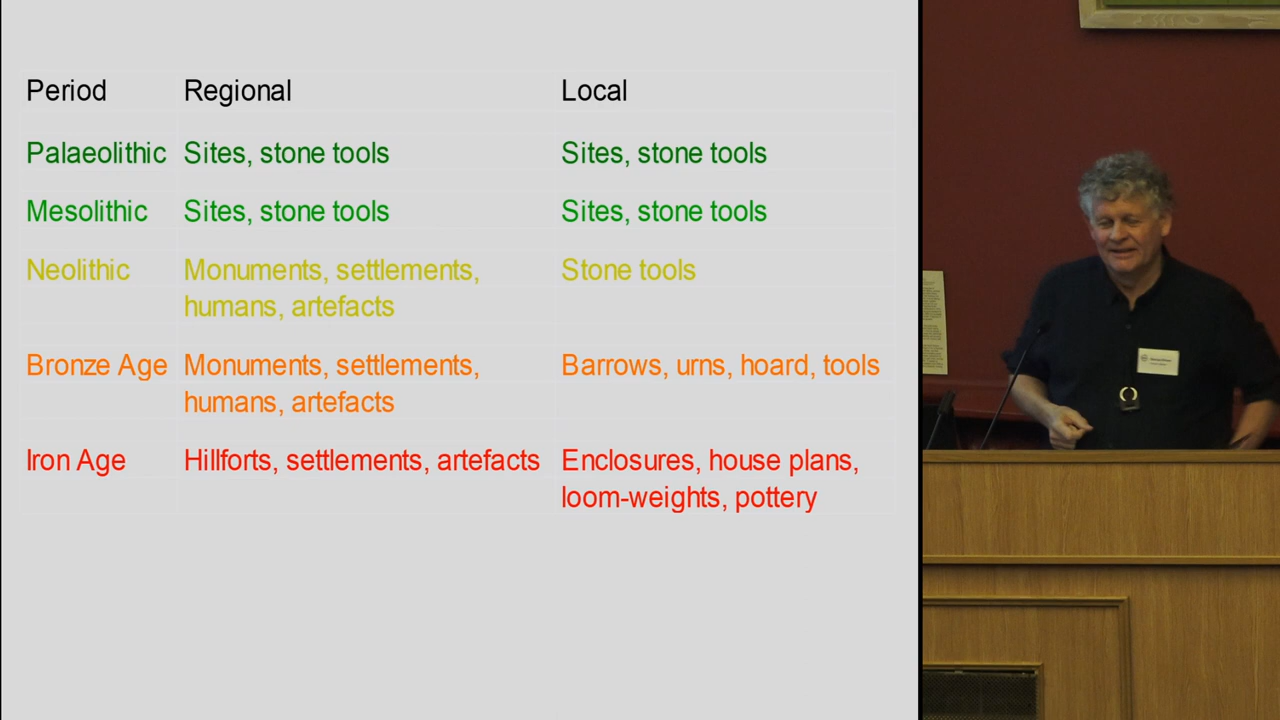 Period Regional Local
Palaeolithic Sites, stone tools Sites, stone tools
Mesolithic Sites, stone tools Sites, stone tools
Neolithic Monuments, settlements, Stone tools
humans, artefacts
Bronze Age Monuments, settlements, Barrows, urns, hoard, tools
humans, artefacts
Iron Age Hillforts, settlements, artefacts Enclosures, house plans,
loom-weights, pottery